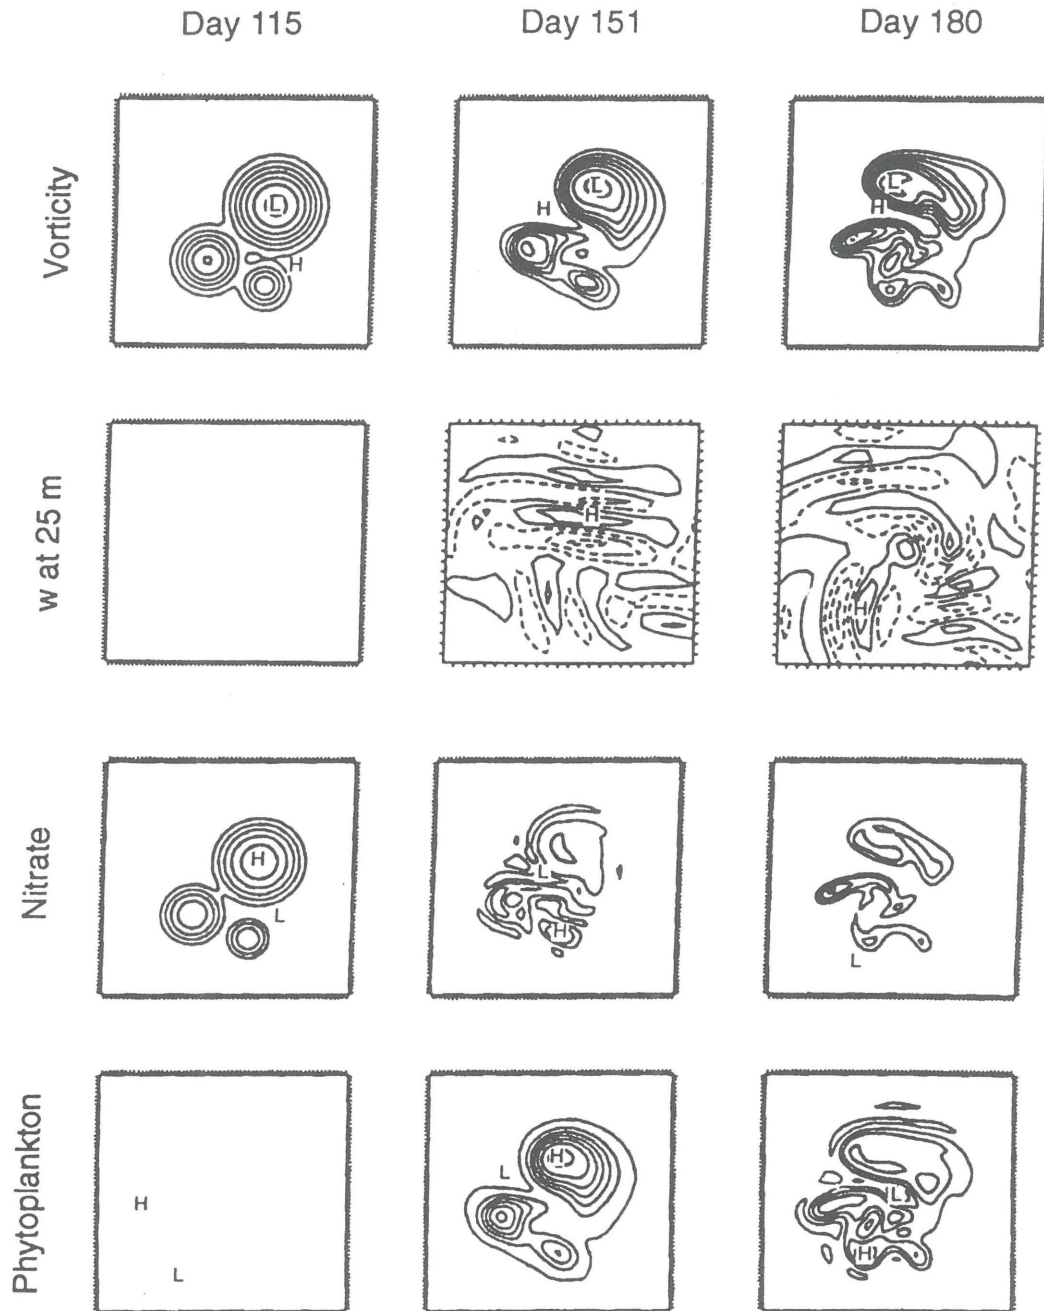 Day 115 Day 151 Day 180
Vorticity
L H
H L
L H
w at 25 m
H
H
Nitrate
H L
L H
L
Phytoplankton
H L
H L
L H